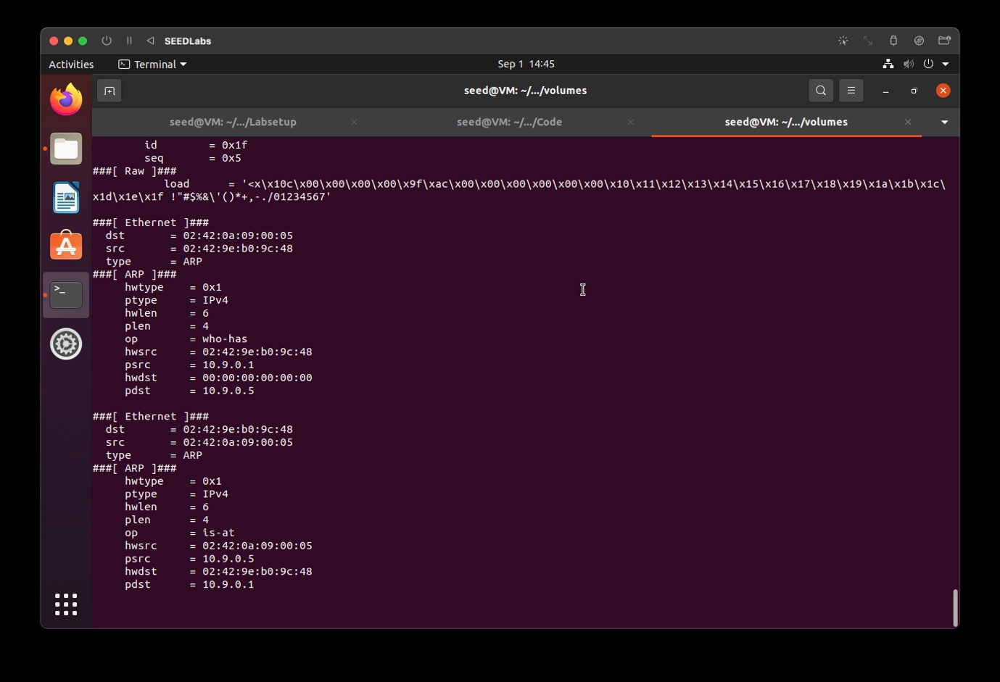 SEEDLabs
Activities
Terminal
Sep 1 14:45
seed@VM: ~/.../volumes
seed@VM: ~/.../Labsetup
seed@VM: ~/.../Code
seed@VM: ~/.../volumes
id = 0x1f
seq = 0x5
###[ Raw ]###
load = '<x\x10c\x00\x00\x00\x00\x9f\xac\x00\x00\x00\x00\x00\x00\x10\x11\x12\x13\x14\x15\x16\x17\x18\x19\x1a\x1b\x1c\
x1d\x1e\x1f !"#$%&\'()*+,-./01234567'
###[ Ethernet ]###
dst = 02:42:0a:09:00:05
src = 02:42:9e:b0:9c:48
type = ARP
###[ ARP ]###
hwtype = 0x1
ptype = IPv4
hwlen = 6
plen = 4
op = who-has
hwsrc = 02:42:9e:b0:9c:48
psrc = 10.9.0.1
hwdst = 00:00:00:00:00:00
pdst = 10.9.0.5
###[ Ethernet ]###
dst = 02:42:9e:b0:9c:48
src = 02:42:0a:09:00:05
type = ARP
###[ ARP ]###
hwtype = 0x1
ptype = IPv4
hwlen = 6
plen = 4
op = is-at
hwsrc = 02:42:0a:09:00:05
psrc = 10.9.0.5
hwdst = 02:42:9e:b0:9c:48
pdst = 10.9.0.1